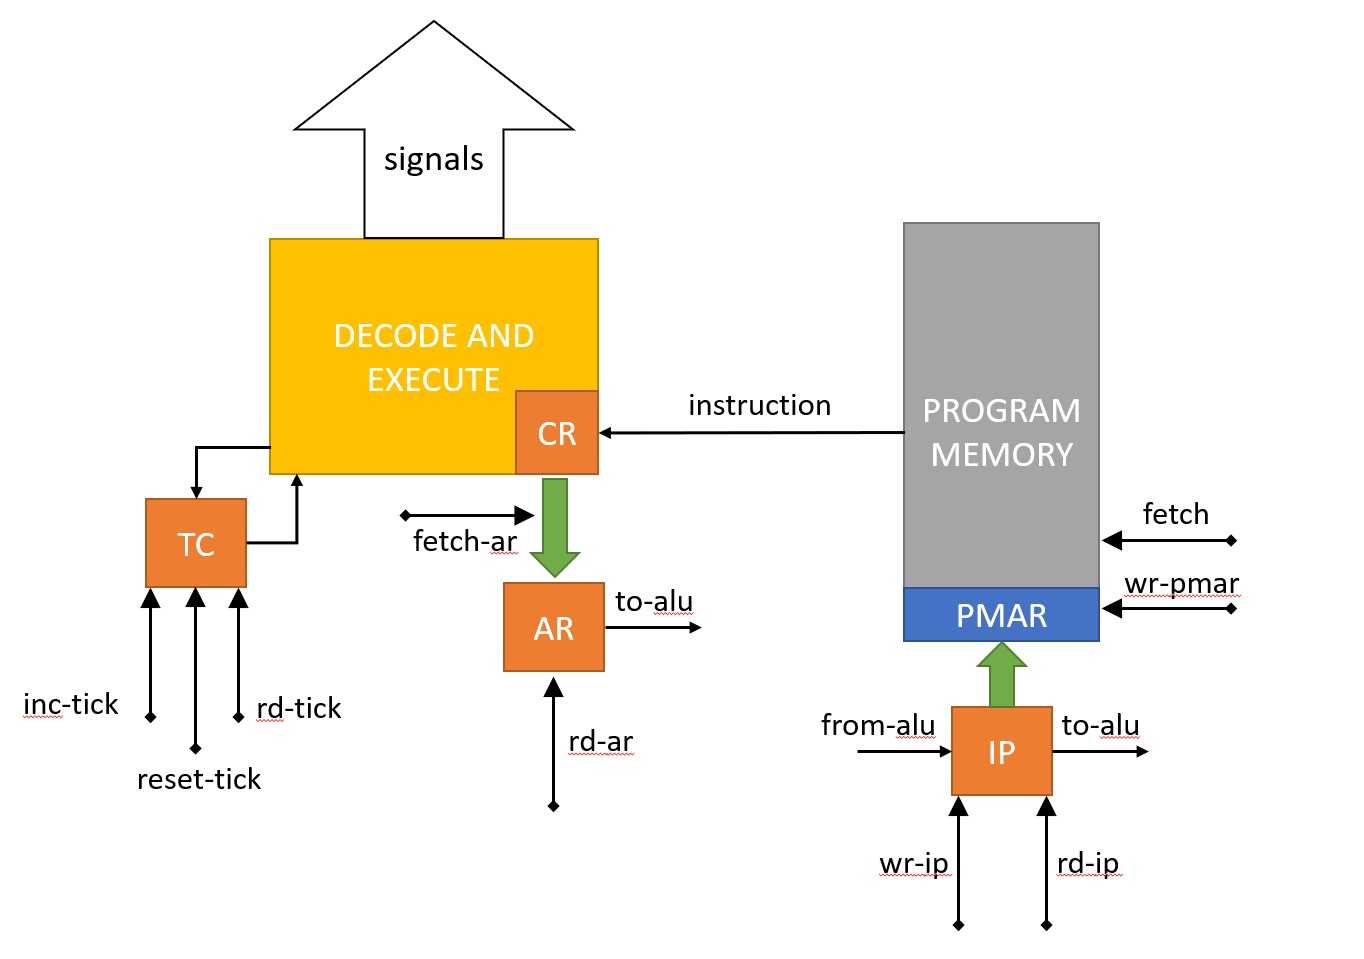 signals
DECODE AND
EXECUTE
CR
instruction
PROGRAM
MEMORY
fetch
wr-pmar
PMAR
TC
fetch-ar
AR
to-alu
inc-tick
rd-tick
reset-tick
rd-ar
from-alu
to-alu
IP
wr-ip
rd-ip